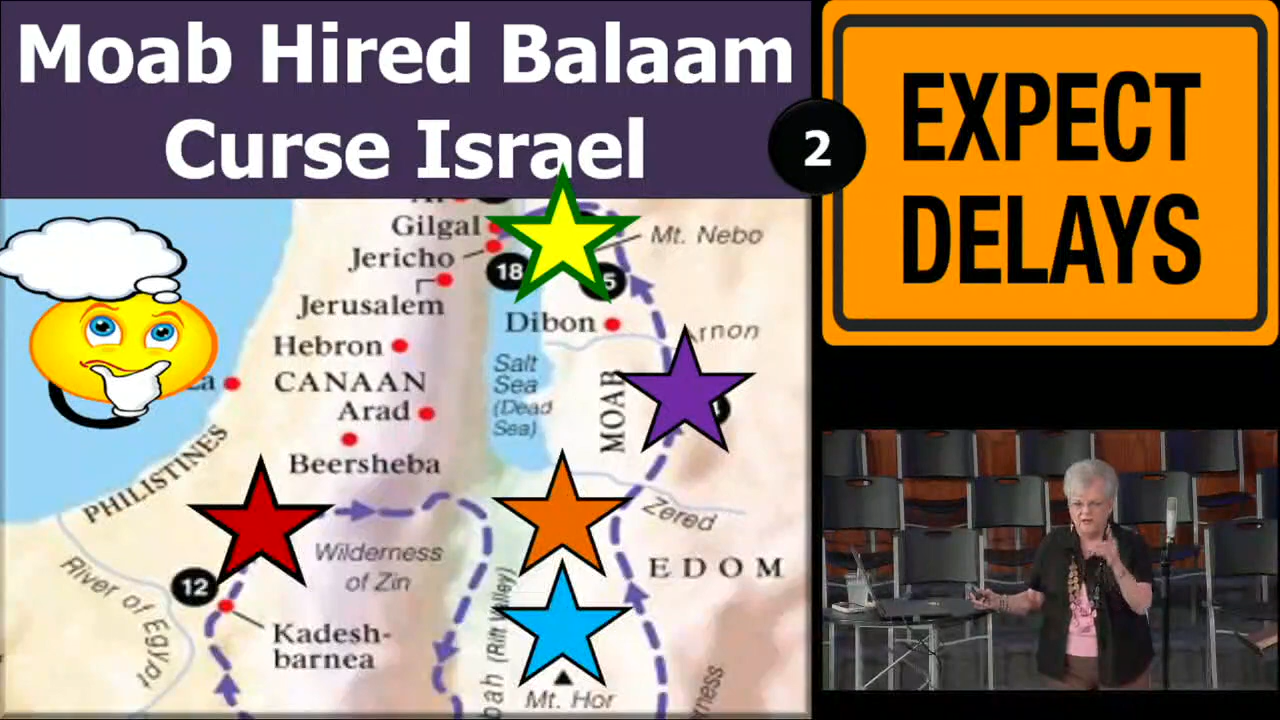 Moab Hired Balaam
Curse Israel
2
EXPECT
DELAYS
Gilgal
Jericho
18
Mt. Nebo
Jerusalem
Dibon
Hebron
Salt
Sea
(Dead
Sea)
CANAAN
MOAB
Arad
Beersheba
PHILISTINES
Zered
Wilderness
of Zin
EDOM
12
River of Egypt
Kadesh-
barnea
(Rift Valley)
Mt. Hor